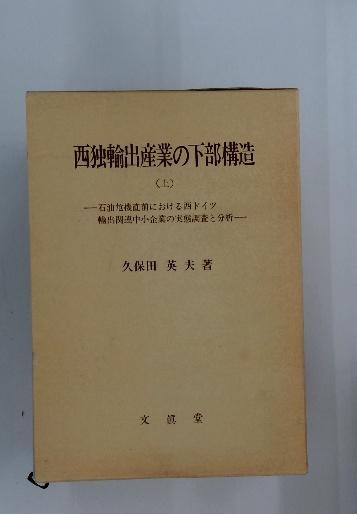 西独輸出産業の下部構造
（上）
――石油危機直前における西ドイツ
輸出関連中小企業の実態調査と分析――
久保田 英夫著
文眞堂